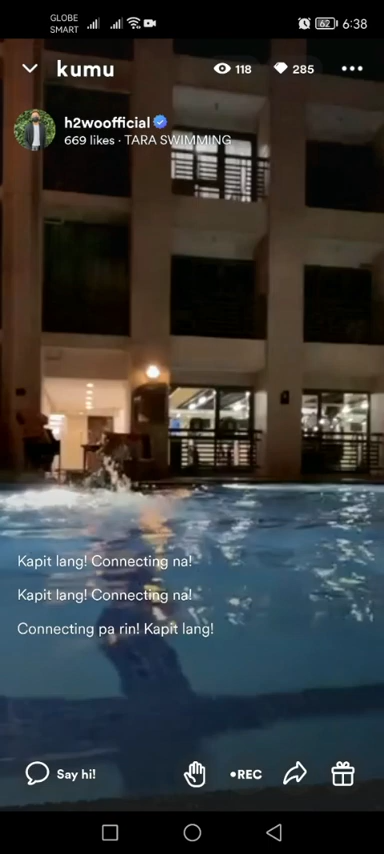 GLOBE
SMART
62 6:38
kumu 118 285
h2woofficial
669 likes · TARA SWIMMING
Kapit lang! Connecting na!
Kapit lang! Connecting na!
Connecting pa rin! Kapit lang!
Say hi! •REC